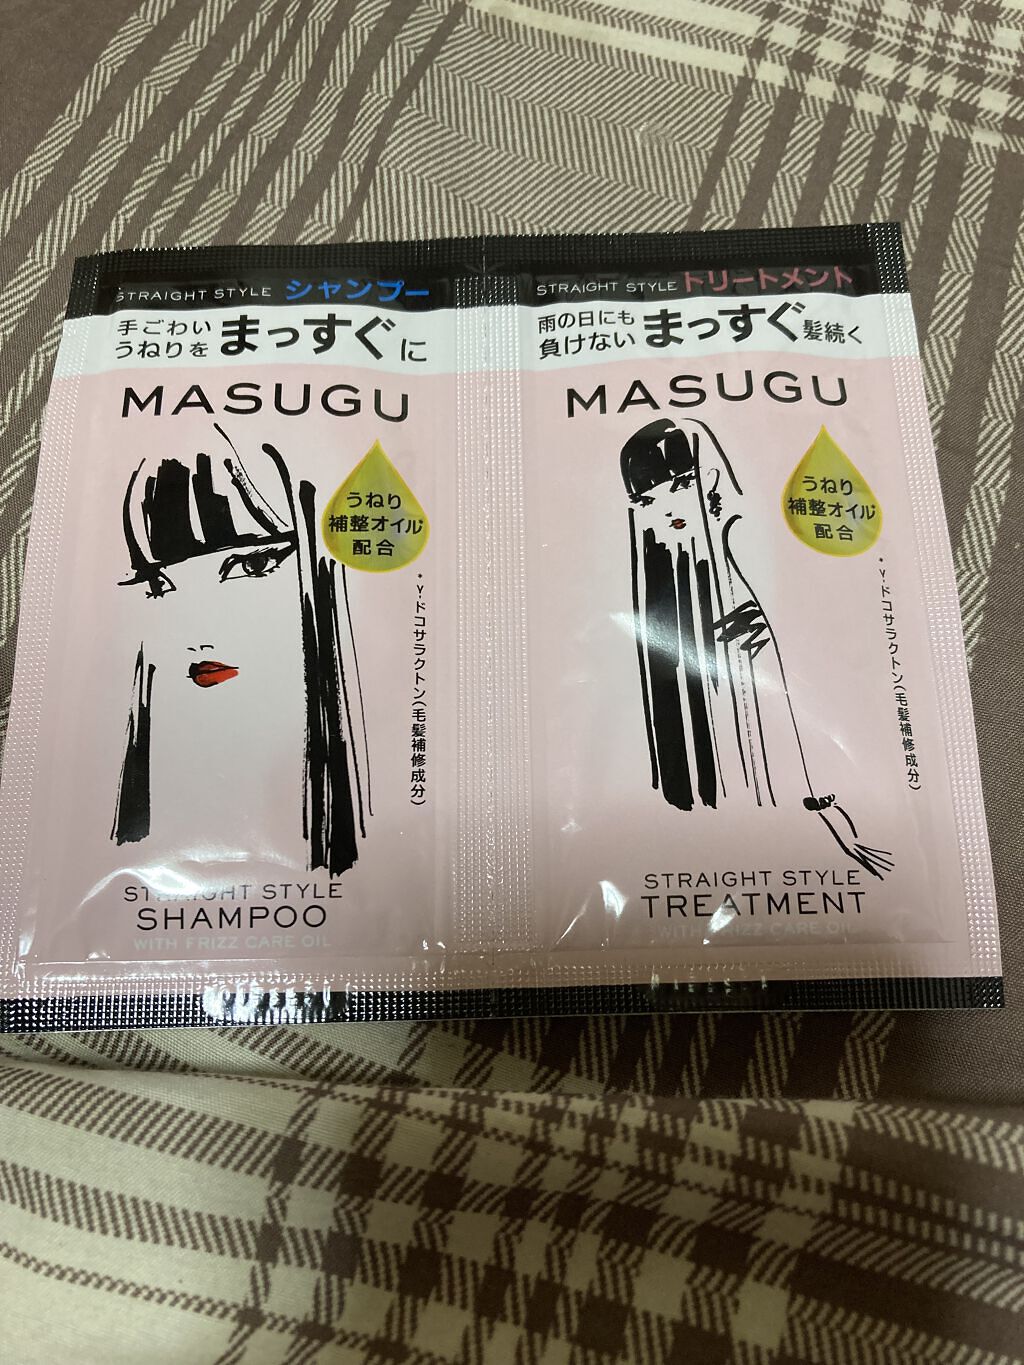 STRAIGHT STYLE シャンプー
手ごわい
うねりを まっすぐに
MASUGU
うねり
補整オイル
配合
*γ-ドコサラクトン(毛髪補修成分)
STRAIGHT STYLE
SHAMPOO
WITH FRIZZ CARE OIL
STRAIGHT STYLE トリートメント
雨の日にも
負けない まっすぐ髪続く
MASUGU
うねり
補整オイル
配合
*γ-ドコサラクトン(毛髪補修成分)
STRAIGHT STYLE
TREATMENT
WITH FRIZZ CARE OIL